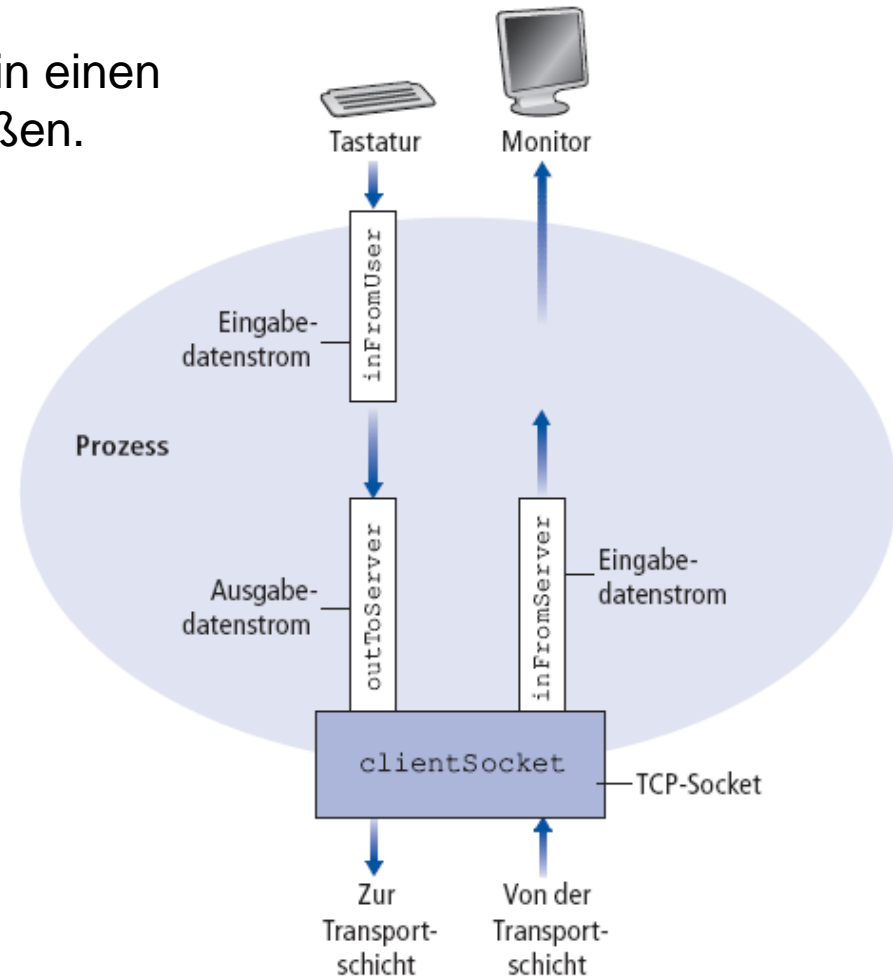 in einen
ßen.
Tastatur
Monitor
inFromUser
Eingabe-
datenstrom
Prozess
outToServer
Ausgabe-
datenstrom
inFromServer
Eingabe-
datenstrom
clientSocket
TCP-Socket
Zur
Transport-
schicht
Von der
Transport-
schicht